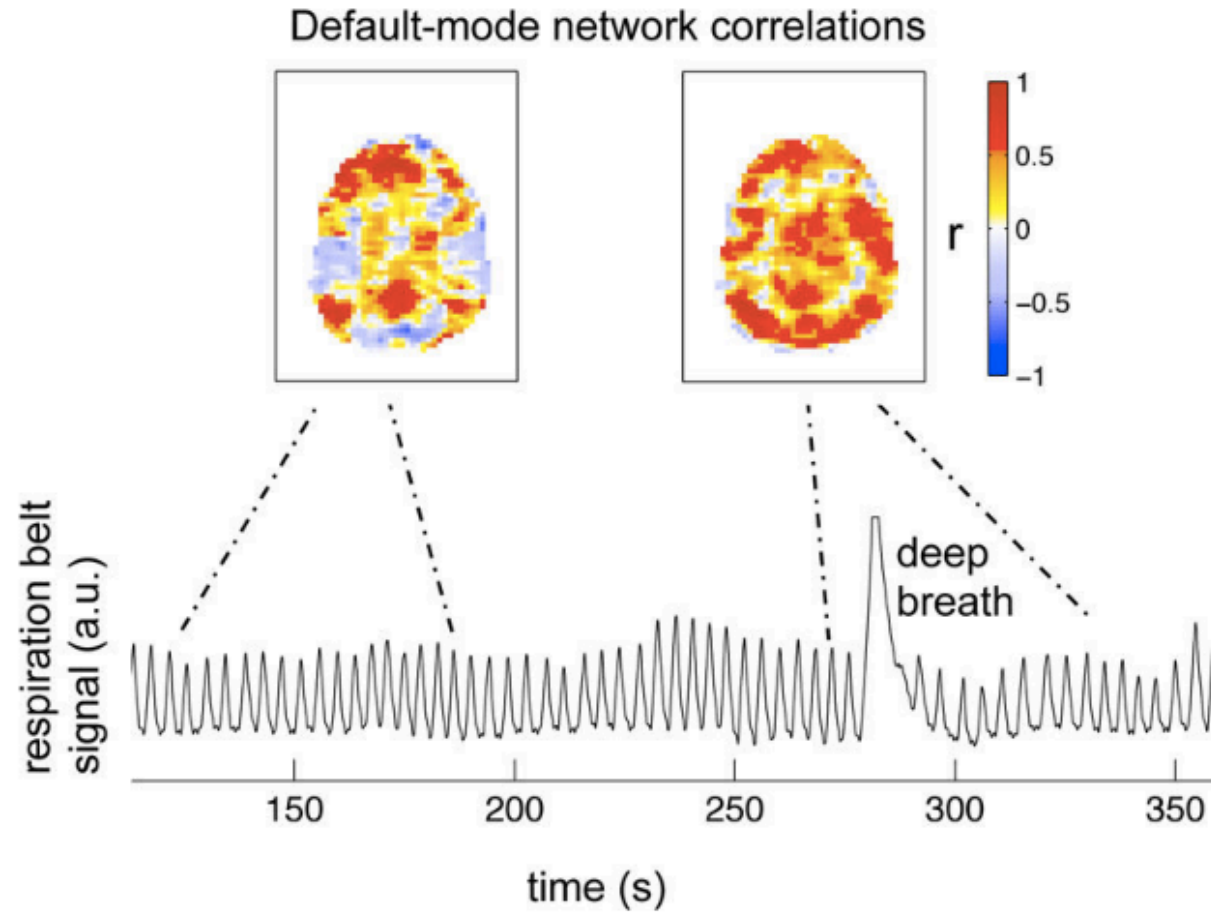 Default-mode network correlations
1
0.5
0
−0.5
−1
r
respiration belt
signal (a.u.)
deep
breath
150
200
250
300
350
time (s)